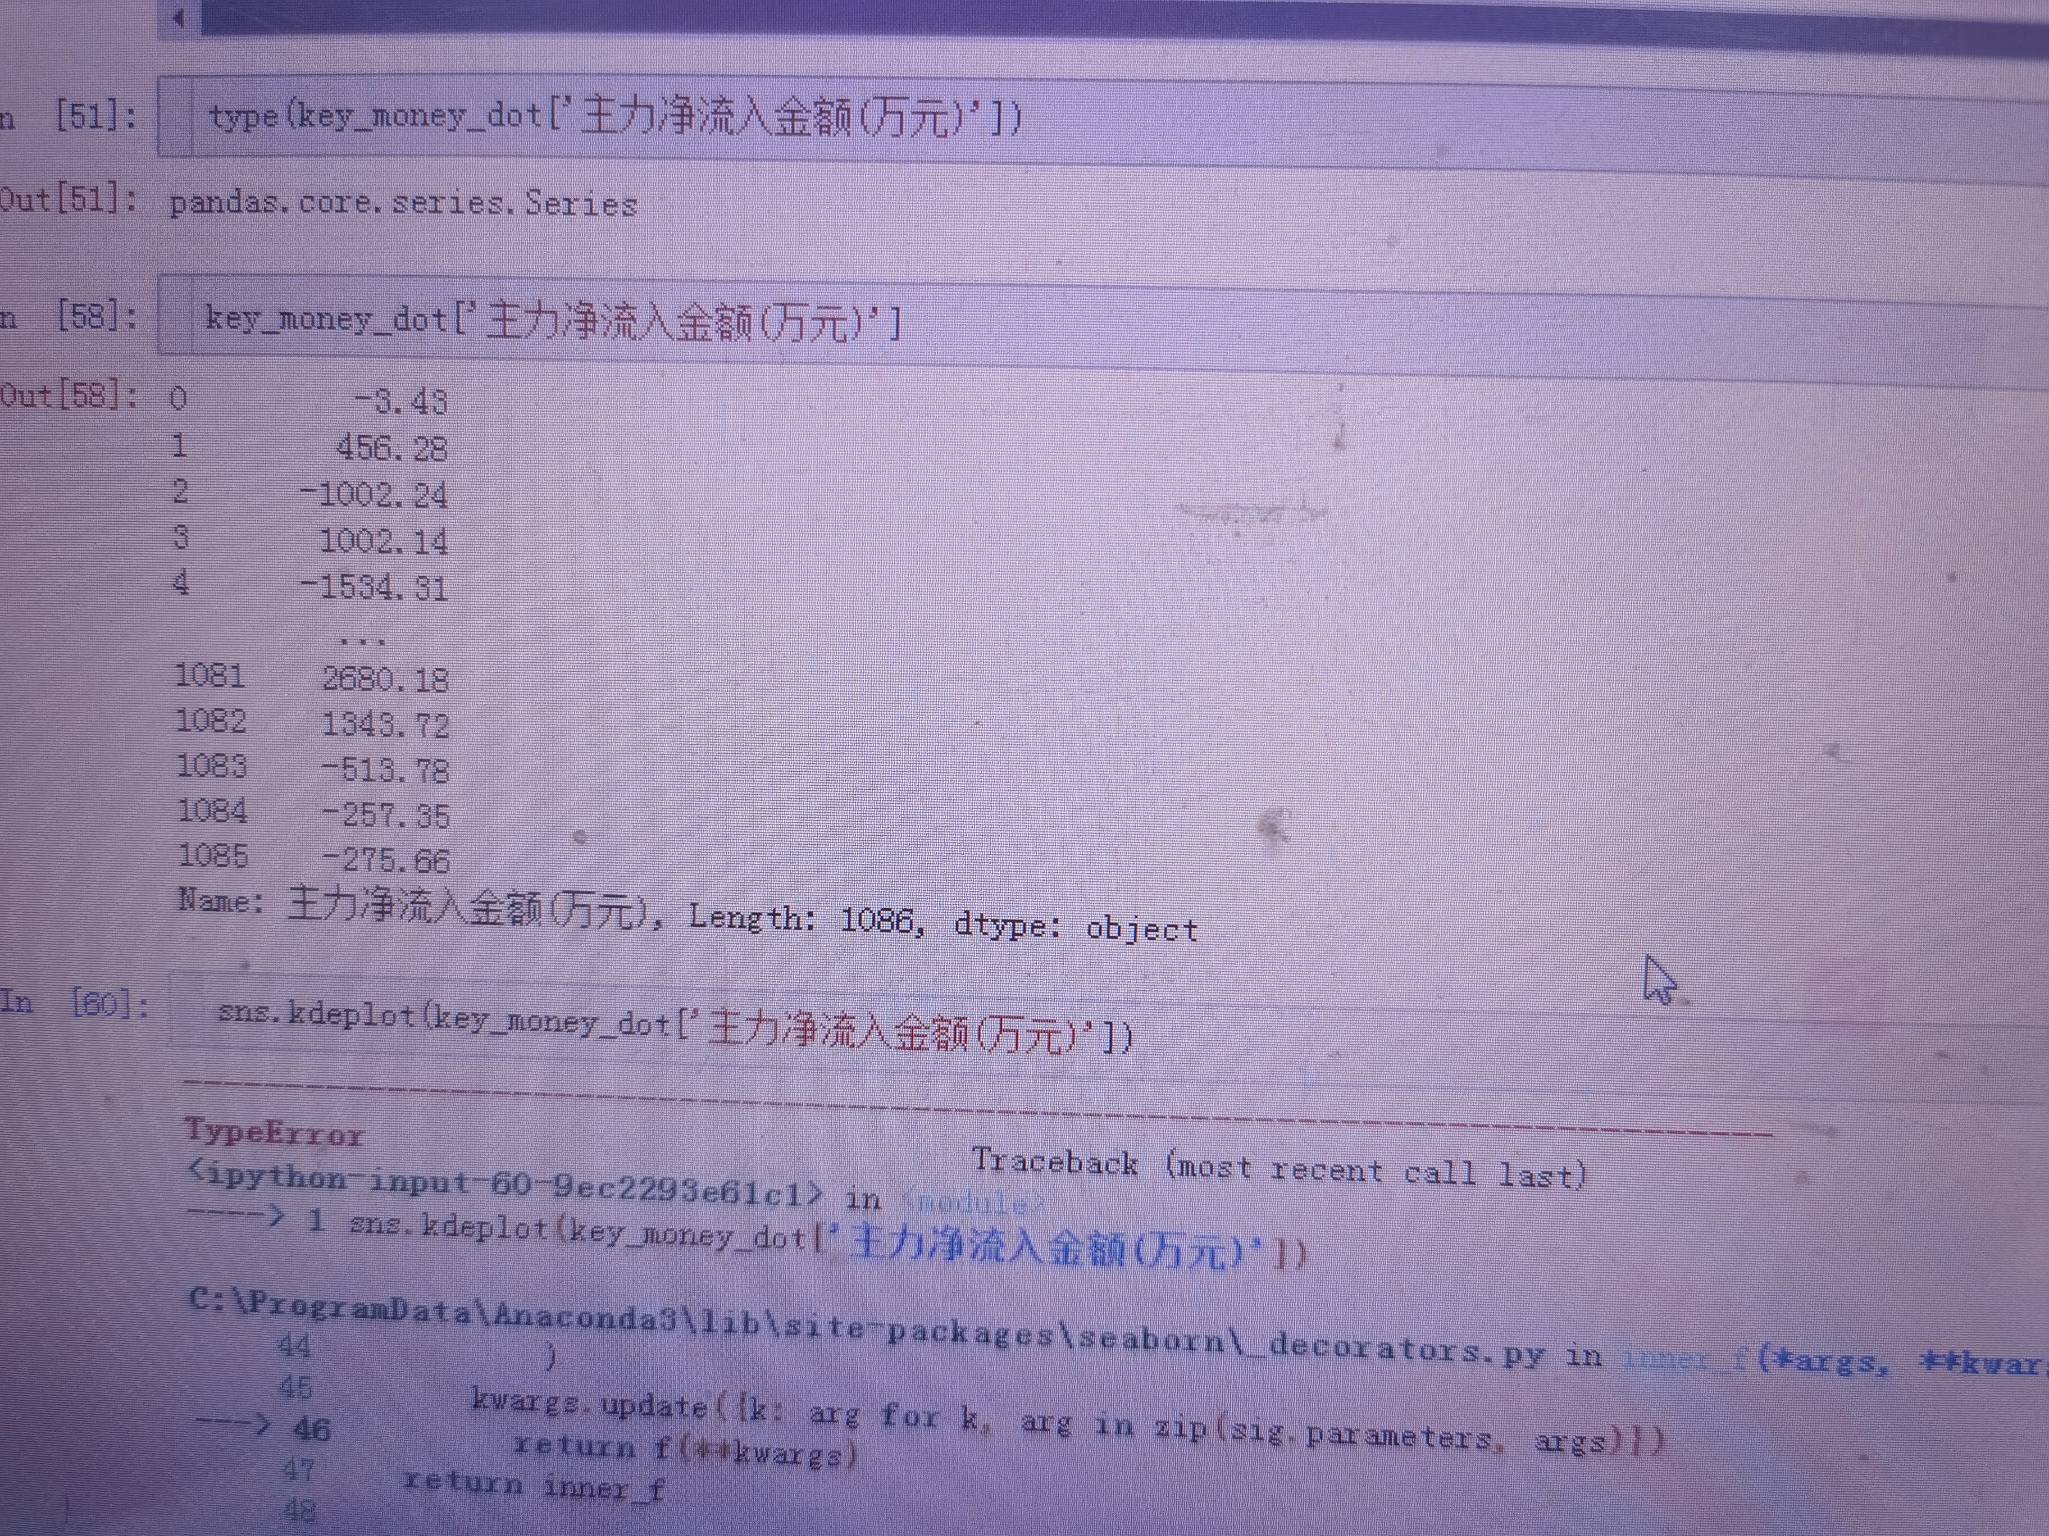 n [51]: type(key_money_dot['主力净流入金额(万元)'])
Out[51]: pandas.core.series.Series
n [58]: key_money_dot['主力净流入金额(万元)']
Out[58]: 0 -3.43
1 456.28
2 -1002.24
3 1002.14
4 -1534.31
...
1081 2680.18
1082 1343.72
1083 -513.78
1084 -257.35
1085 -275.66
Name: 主力净流入金额(万元), Length: 1086, dtype: object
In [60]: sns.kdeplot(key_money_dot['主力净流入金额(万元)'])
TypeError Traceback (most recent call last)
<ipython-input-60-9ec2293e61c1> in <module>
----> 1 sns.kdeplot(key_money_dot['主力净流入金额(万元)'])
C:\ProgramData\Anaconda3\lib\site-packages\seaborn\_decorators.py in inner_f(*args, **kwar
44 )
45 kwargs.update({k: arg for k, arg in zip(sig.parameters, args)})
---> 46 return f(**kwargs)
47 return inner_f
48